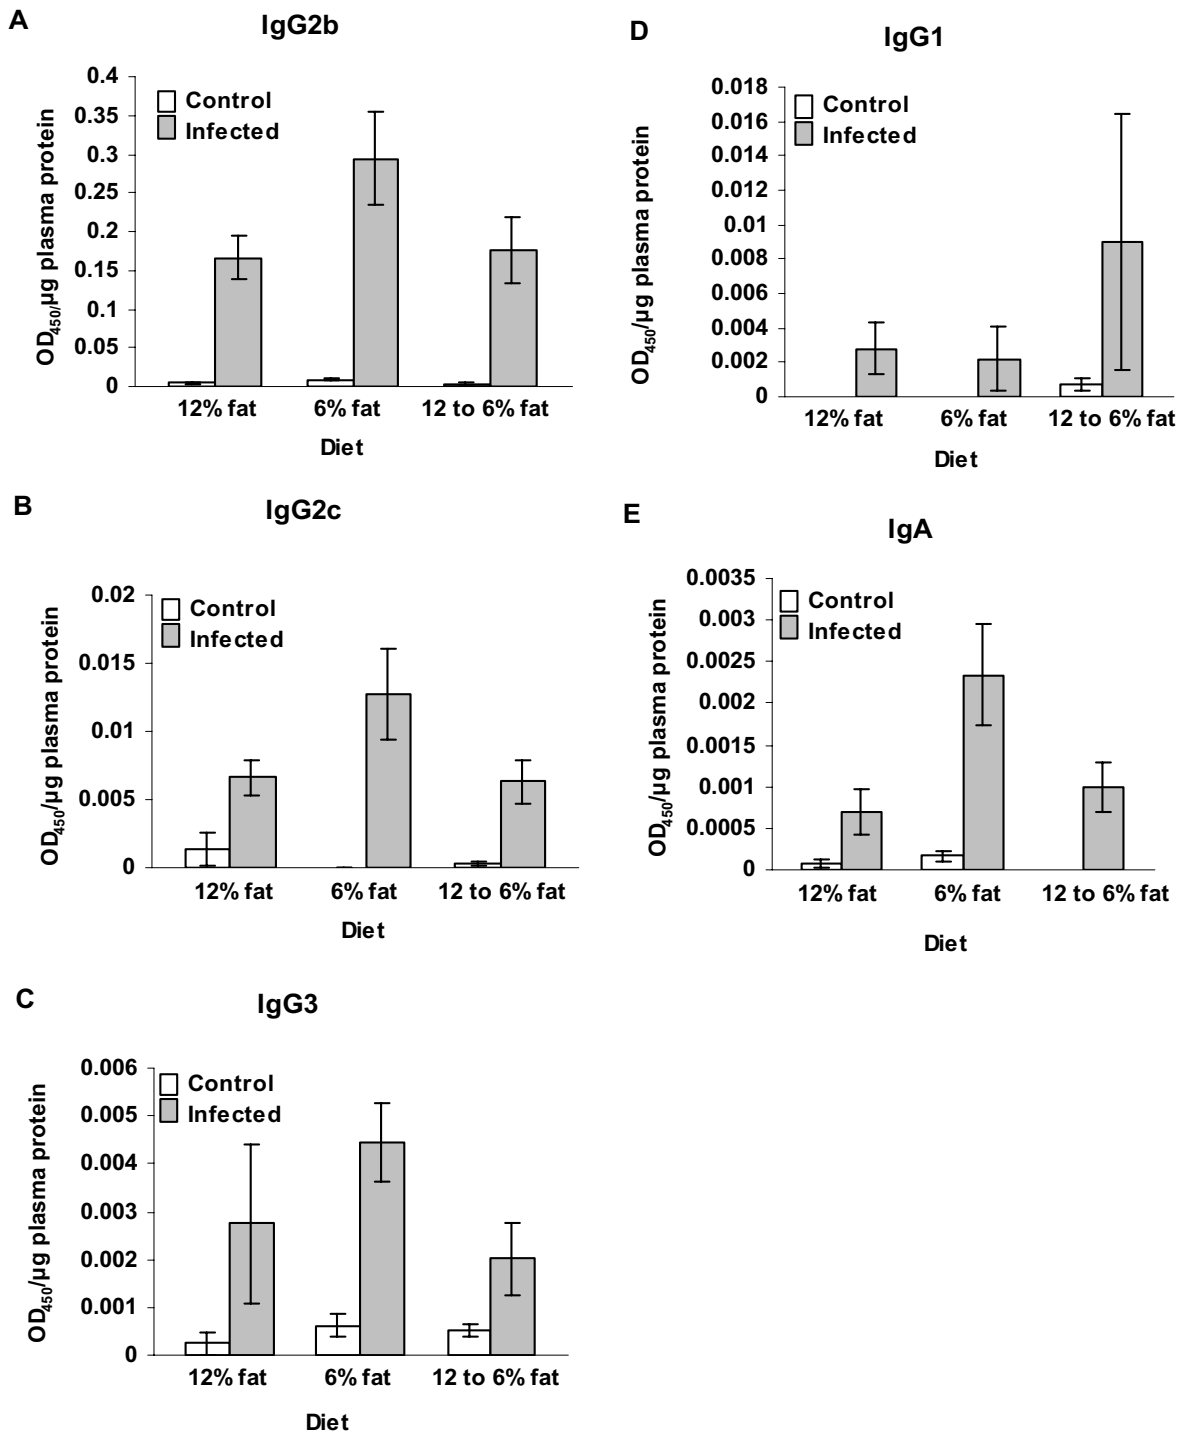 A
IgG2b
0.4
0.35
0.3
0.25
0.2
0.15
0.1
0.05
0
OD450/µg plasma protein
Control
Infected
12% fat 6% fat 12 to 6% fat
Diet
B
IgG2c
0.02
0.015
0.01
0.005
0
OD450/µg plasma protein
Control
Infected
12% fat 6% fat 12 to 6% fat
Diet
C
IgG3
0.006
0.005
0.004
0.003
0.002
0.001
0
OD450/µg plasma protein
Control
Infected
12% fat 6% fat 12 to 6% fat
Diet
D
IgG1
0.018
0.016
0.014
0.012
0.01
0.008
0.006
0.004
0.002
0
OD450/µg plasma protein
Control
Infected
12% fat 6% fat 12 to 6% fat
Diet
E
IgA
0.0035
0.003
0.0025
0.002
0.0015
0.001
0.0005
0
OD450/µg plasma protein
Control
Infected
12% fat 6% fat 12 to 6% fat
Diet